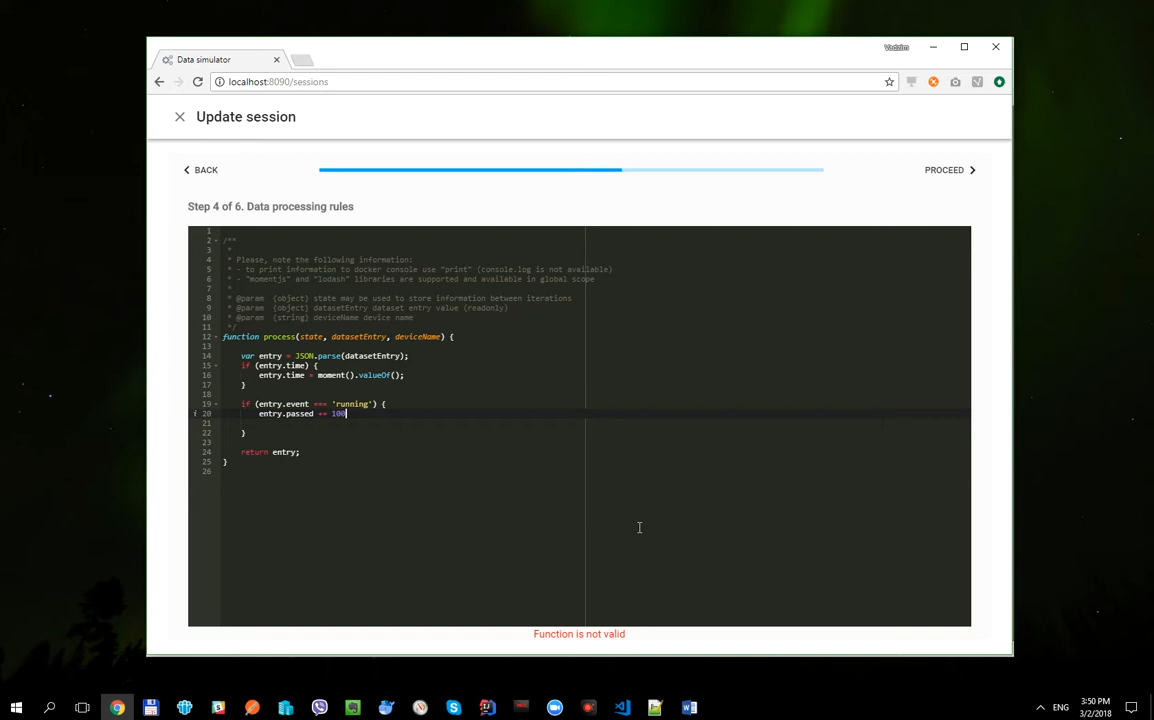 Vadzim
Data simulator
localhost:8090/sessions
Update session
BACK
PROCEED
Step 4 of 6. Data processing rules
1
2 /**
3 *
4 * Please, note the following information:
5 * - to print information to docker console use "print" (console.log is not available)
6 * - "momentjs" and "lodash" libraries are supported and available in global scope
7 *
8 * @param {object} state may be used to store information between iterations
9 * @param {object} datasetEntry dataset entry value (readonly)
10 * @param {string} deviceName device name
11 */
12 function process(state, datasetEntry, deviceName) {
13
14 var entry = JSON.parse(datasetEntry);
15 if (entry.time) {
16 entry.time = moment().valueOf();
17 }
18
19 if (entry.event === 'running') {
20 entry.passed += 100
21
22 }
23
24 return entry;
25 }
26
Function is not valid
ENG
3:50 PM
3/2/2018